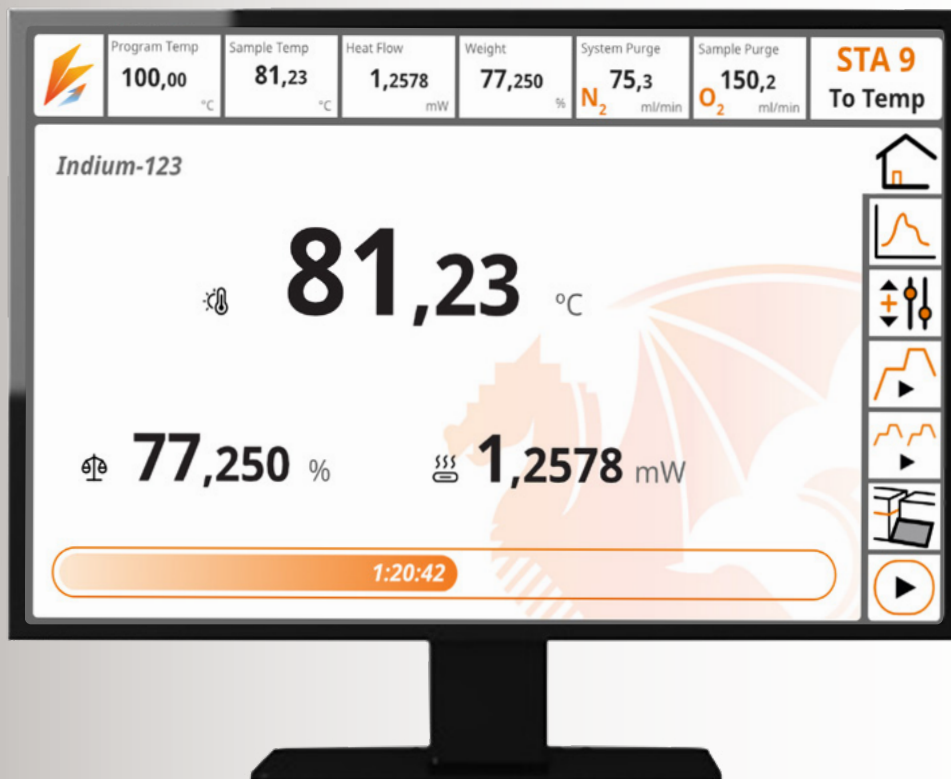 Program Temp
100,00
°C
Sample Temp
81,23
°C
Heat Flow
1,2578
mW
Weight
77,250
%
System Purge
75,3
N2
ml/min
Sample Purge
150,2
O2
ml/min
STA 9
To Temp
Indium-123
81,23 °C
77,250 %
1,2578 mW
1:20:42